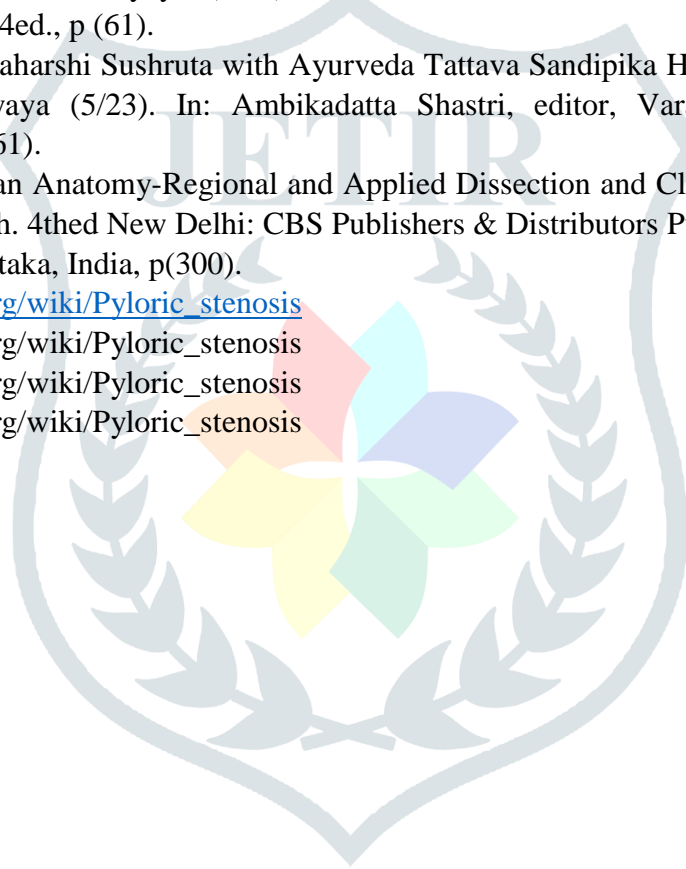 4ed., p (61).
aharshi Sushruta with Ayurveda Tattava Sandipika H
waya (5/23). In: Ambikadatta Shastri, editor, Var
61).
an Anatomy-Regional and Applied Dissection and Cl
h. 4thed New Delhi: CBS Publishers & Distributors P
taka, India, p(300).
rg/wiki/Pyloric_stenosis
rg/wiki/Pyloric_stenosis
rg/wiki/Pyloric_stenosis
rg/wiki/Pyloric_stenosis
JETIR